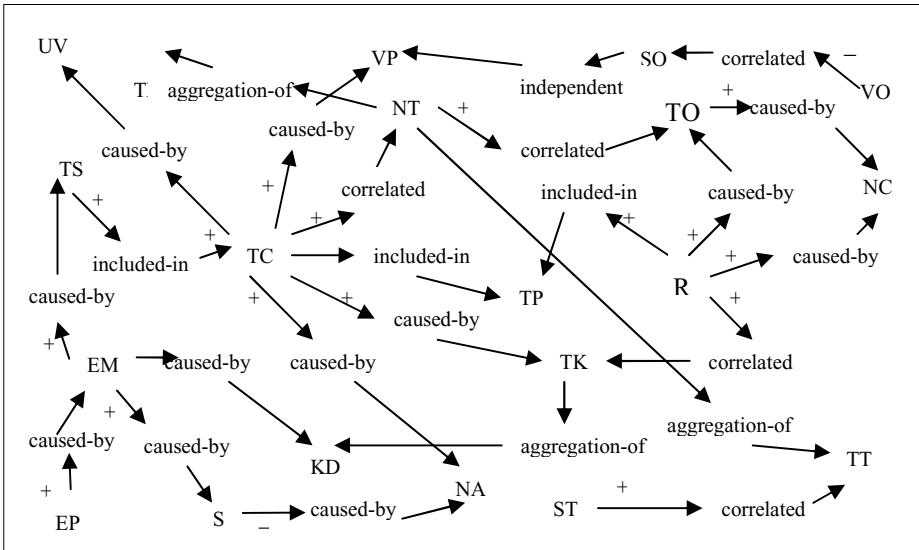 UV
VP
SO
correlated
–
T
aggregation-of
independent
VO
NT
+
TO
+
caused-by
caused-by
caused-by
correlated
TS
+
correlated
included-in
caused-by
NC
+
+
+
+
+
included-in
TC
included-in
+
caused-by
caused-by
+
+
TP
R
+
caused-by
+
EM
caused-by
caused-by
TK
correlated
+
caused-by
caused-by
aggregation-of
aggregation-of
KD
TT
+
NA
+
EP
S
–
caused-by
ST
correlated